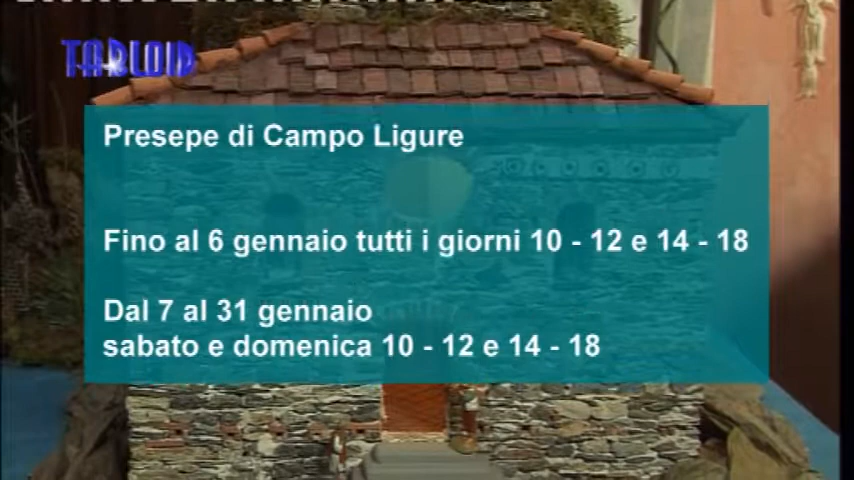 TABLOID
Presepe di Campo Ligure
Fino al 6 gennaio tutti i giorni 10 - 12 e 14 - 18
Dal 7 al 31 gennaio
sabato e domenica 10 - 12 e 14 - 18